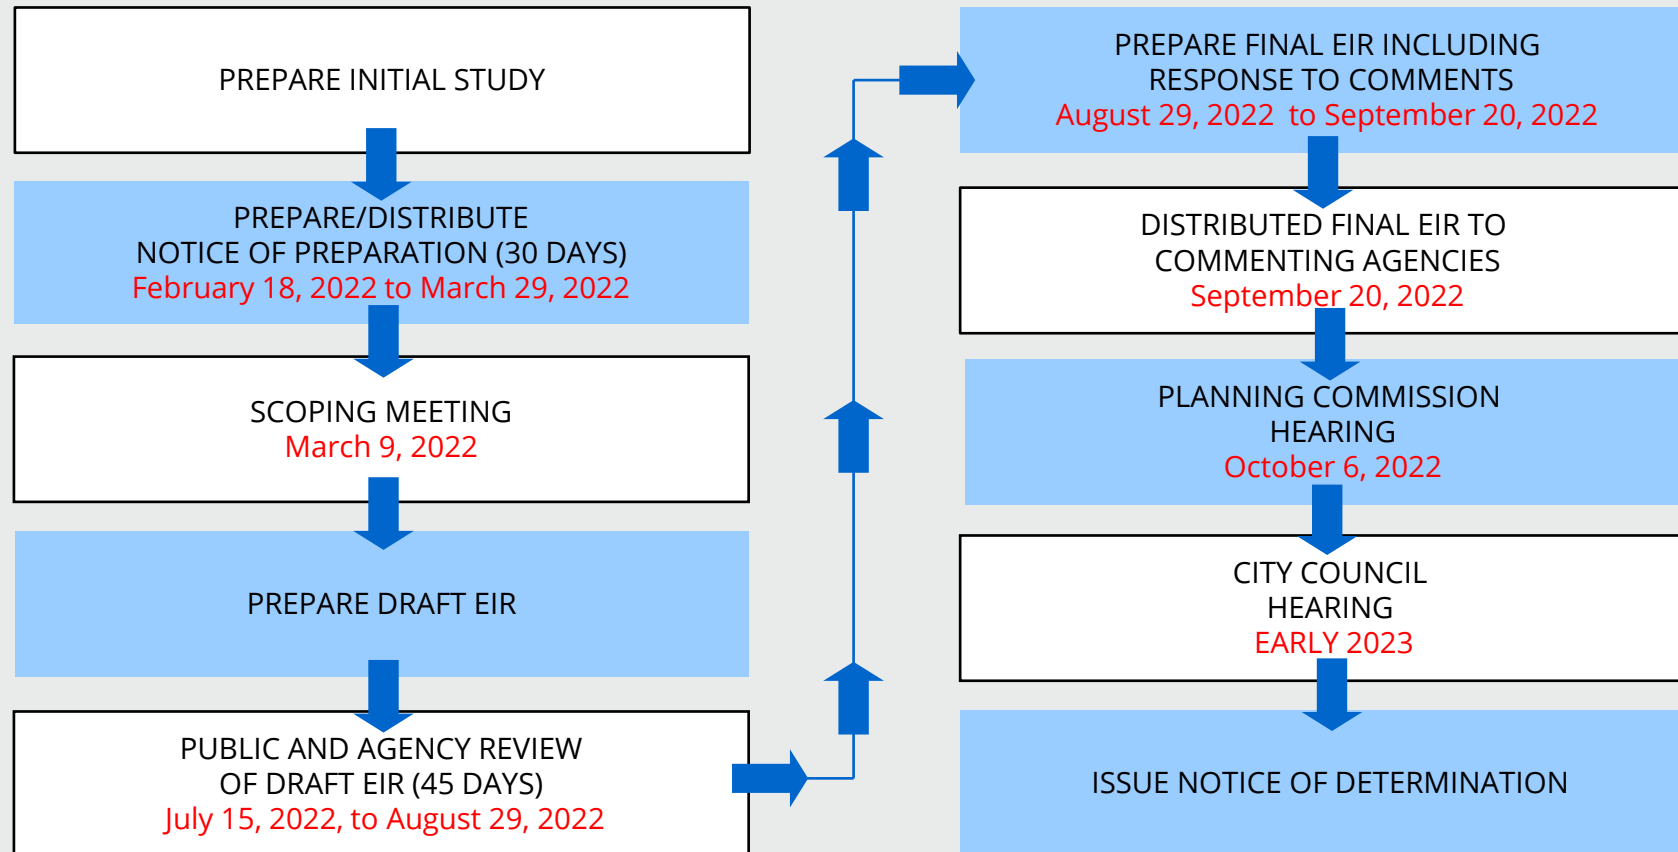 PREPARE INITIAL STUDY
PREPARE/DISTRIBUTE
NOTICE OF PREPARATION (30 DAYS)
February 18, 2022 to March 29, 2022
SCOPING MEETING
March 9, 2022
PREPARE DRAFT EIR
PUBLIC AND AGENCY REVIEW
OF DRAFT EIR (45 DAYS)
July 15, 2022, to August 29, 2022
PREPARE FINAL EIR INCLUDING
RESPONSE TO COMMENTS
August 29, 2022 to September 20, 2022
DISTRIBUTED FINAL EIR TO
COMMENTING AGENCIES
September 20, 2022
PLANNING COMMISSION
HEARING
October 6, 2022
CITY COUNCIL
HEARING
EARLY 2023
ISSUE NOTICE OF DETERMINATION